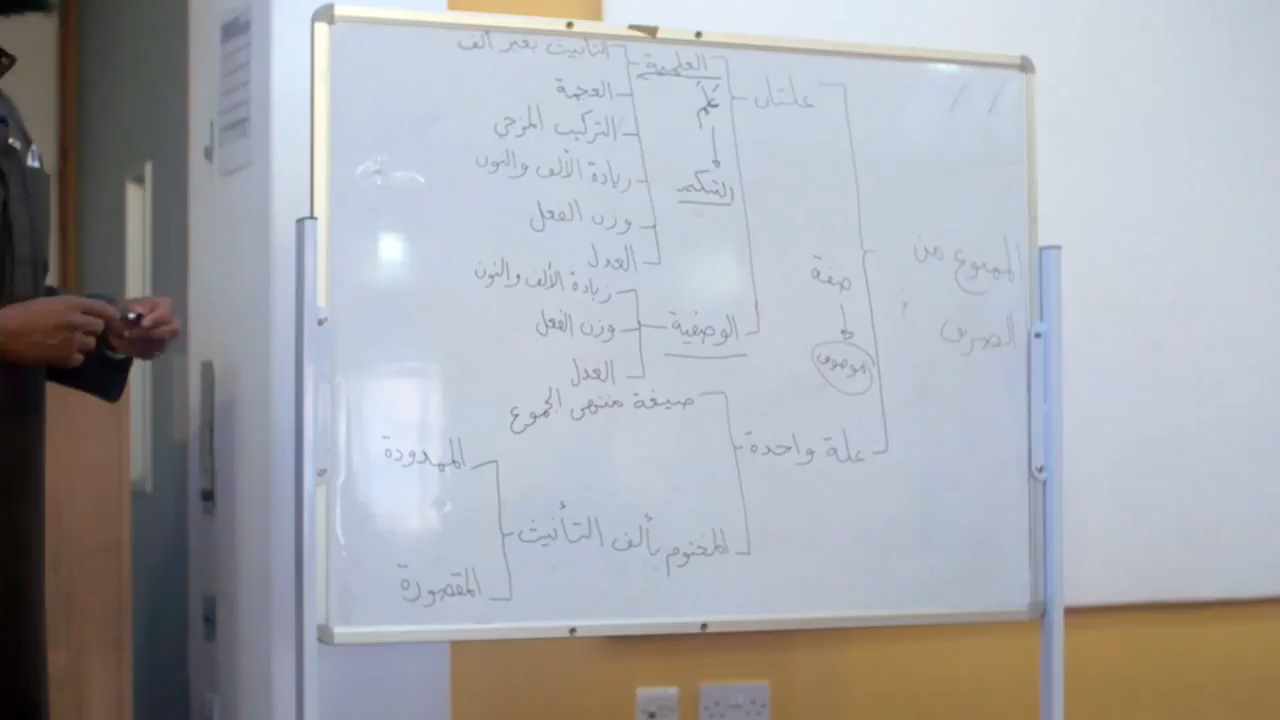 الممنوع من
الصرف
علتان
العلمية
علم
التنكير
التأنيث بغير ألف
العجمة
التركيب المزجي
زيادة الألف والنون
وزن الفعل
العدل
الوصفية
زيادة الألف والنون
وزن الفعل
العدل
صفة
موصوف
علة واحدة
صيغة منتهى الجموع
المختوم بألف التأنيث
الممدودة
المقصورة